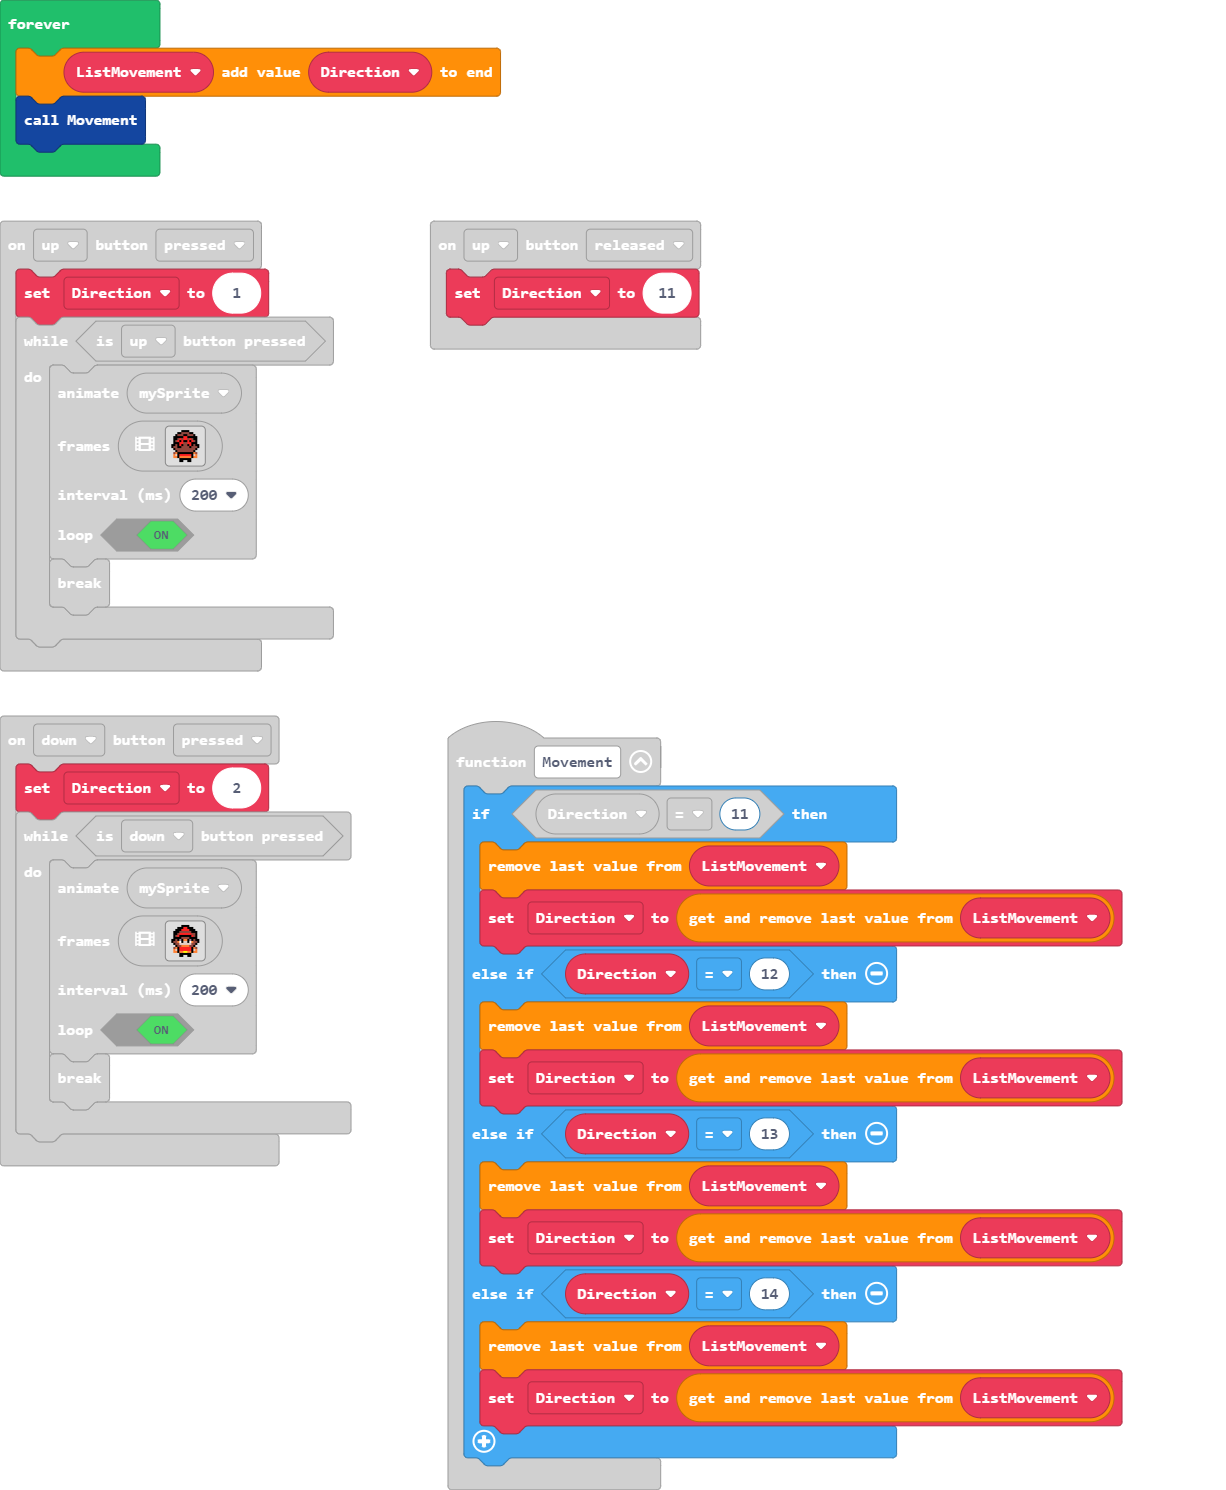 forever
ListMovement add value Direction to end
call Movement
on up button pressed
set Direction to 1
while is up button pressed
do
animate mySprite
frames
interval (ms) 200
loop ON
break
on up button released
set Direction to 11
on down button pressed
set Direction to 2
while is down button pressed
do
animate mySprite
frames
interval (ms) 200
loop ON
break
function Movement
if Direction = 11 then
remove last value from ListMovement
set Direction to get and remove last value from ListMovement
else if Direction = 12 then
remove last value from ListMovement
set Direction to get and remove last value from ListMovement
else if Direction = 13 then
remove last value from ListMovement
set Direction to get and remove last value from ListMovement
else if Direction = 14 then
remove last value from ListMovement
set Direction to get and remove last value from ListMovement